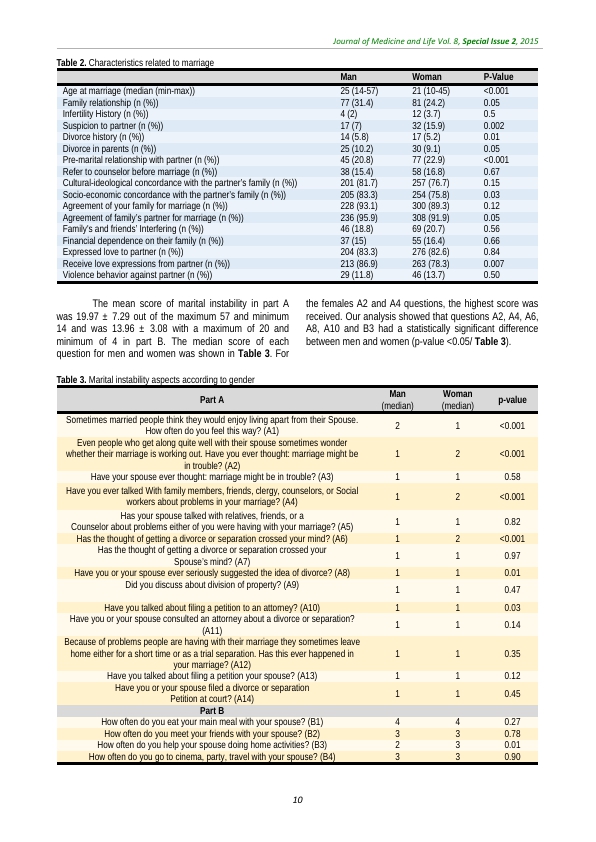 Journal of Medicine and Life Vol. 8, Special Issue 2, 2015
Table 2. Characteristics related to marriage
Man Woman P-Value
Age at marriage (median (min-max)) 25 (14-57) 21 (10-45) <0.001
Family relationship (n (%)) 77 (31.4) 81 (24.2) 0.05
Infertility History (n (%)) 4 (2) 12 (3.7) 0.5
Suspicion to partner (n (%)) 17 (7) 32 (15.9) 0.002
Divorce history (n (%)) 14 (5.8) 17 (5.2) 0.01
Divorce in parents (n (%)) 25 (10.2) 30 (9.1) 0.05
Pre-marital relationship with partner (n (%)) 45 (20.8) 77 (22.9) <0.001
Refer to counselor before marriage (n (%)) 38 (15.4) 58 (16.8) 0.67
Cultural-ideological concordance with the partner's family (n (%)) 201 (81.7) 257 (76.7) 0.15
Socio-economic concordance with the partner's family (n (%)) 205 (83.3) 254 (75.8) 0.03
Agreement of your family for marriage (n (%)) 228 (93.1) 300 (89.3) 0.12
Agreement of family's partner for marriage (n (%)) 236 (95.9) 308 (91.9) 0.05
Family's and friends' Interfering (n (%)) 46 (18.8) 69 (20.7) 0.56
Financial dependence on their family (n (%)) 37 (15) 55 (16.4) 0.66
Expressed love to partner (n (%)) 204 (83.3) 276 (82.6) 0.84
Receive love expressions from partner (n (%)) 213 (86.9) 263 (78.3) 0.007
Violence behavior against partner (n (%)) 29 (11.8) 46 (13.7) 0.50
The mean score of marital instability in part A
was 19.97 ± 7.29 out of the maximum 57 and minimum
14 and was 13.96 ± 3.08 with a maximum of 20 and
minimum of 4 in part B. The median score of each
question for men and women was shown in Table 3. For
the females A2 and A4 questions, the highest score was
received. Our analysis showed that questions A2, A4, A6,
A8, A10 and B3 had a statistically significant difference
between men and women (p-value <0.05/ Table 3).
Table 3. Marital instability aspects according to gender
Part A Man (median) Woman (median) p-value
Sometimes married people think they would enjoy living apart from their Spouse.
How often do you feel this way? (A1) 2 1 <0.001
Even people who get along quite well with their spouse sometimes wonder
whether their marriage is working out. Have you ever thought: marriage might be
in trouble? (A2) 1 2 <0.001
Have your spouse ever thought: marriage might be in trouble? (A3) 1 1 0.58
Have you ever talked With family members, friends, clergy, counselors, or Social
workers about problems in your marriage? (A4) 1 2 <0.001
Has your spouse talked with relatives, friends, or a
Counselor about problems either of you were having with your marriage? (A5) 1 1 0.82
Has the thought of getting a divorce or separation crossed your mind? (A6) 1 2 <0.001
Has the thought of getting a divorce or separation crossed your
Spouse's mind? (A7) 1 1 0.97
Have you or your spouse ever seriously suggested the idea of divorce? (A8) 1 1 0.01
Did you discuss about division of property? (A9) 1 1 0.47
Have you talked about filing a petition to an attorney? (A10) 1 1 0.03
Have you or your spouse consulted an attorney about a divorce or separation?
(A11) 1 1 0.14
Because of problems people are having with their marriage they sometimes leave
home either for a short time or as a trial separation. Has this ever happened in
your marriage? (A12) 1 1 0.35
Have you talked about filing a petition your spouse? (A13) 1 1 0.12
Have you or your spouse filed a divorce or separation
Petition at court? (A14) 1 1 0.45
Part B
How often do you eat your main meal with your spouse? (B1) 4 4 0.27
How often do you meet your friends with your spouse? (B2) 3 3 0.78
How often do you help your spouse doing home activities? (B3) 2 3 0.01
How often do you go to cinema, party, travel with your spouse? (B4) 3 3 0.90
10